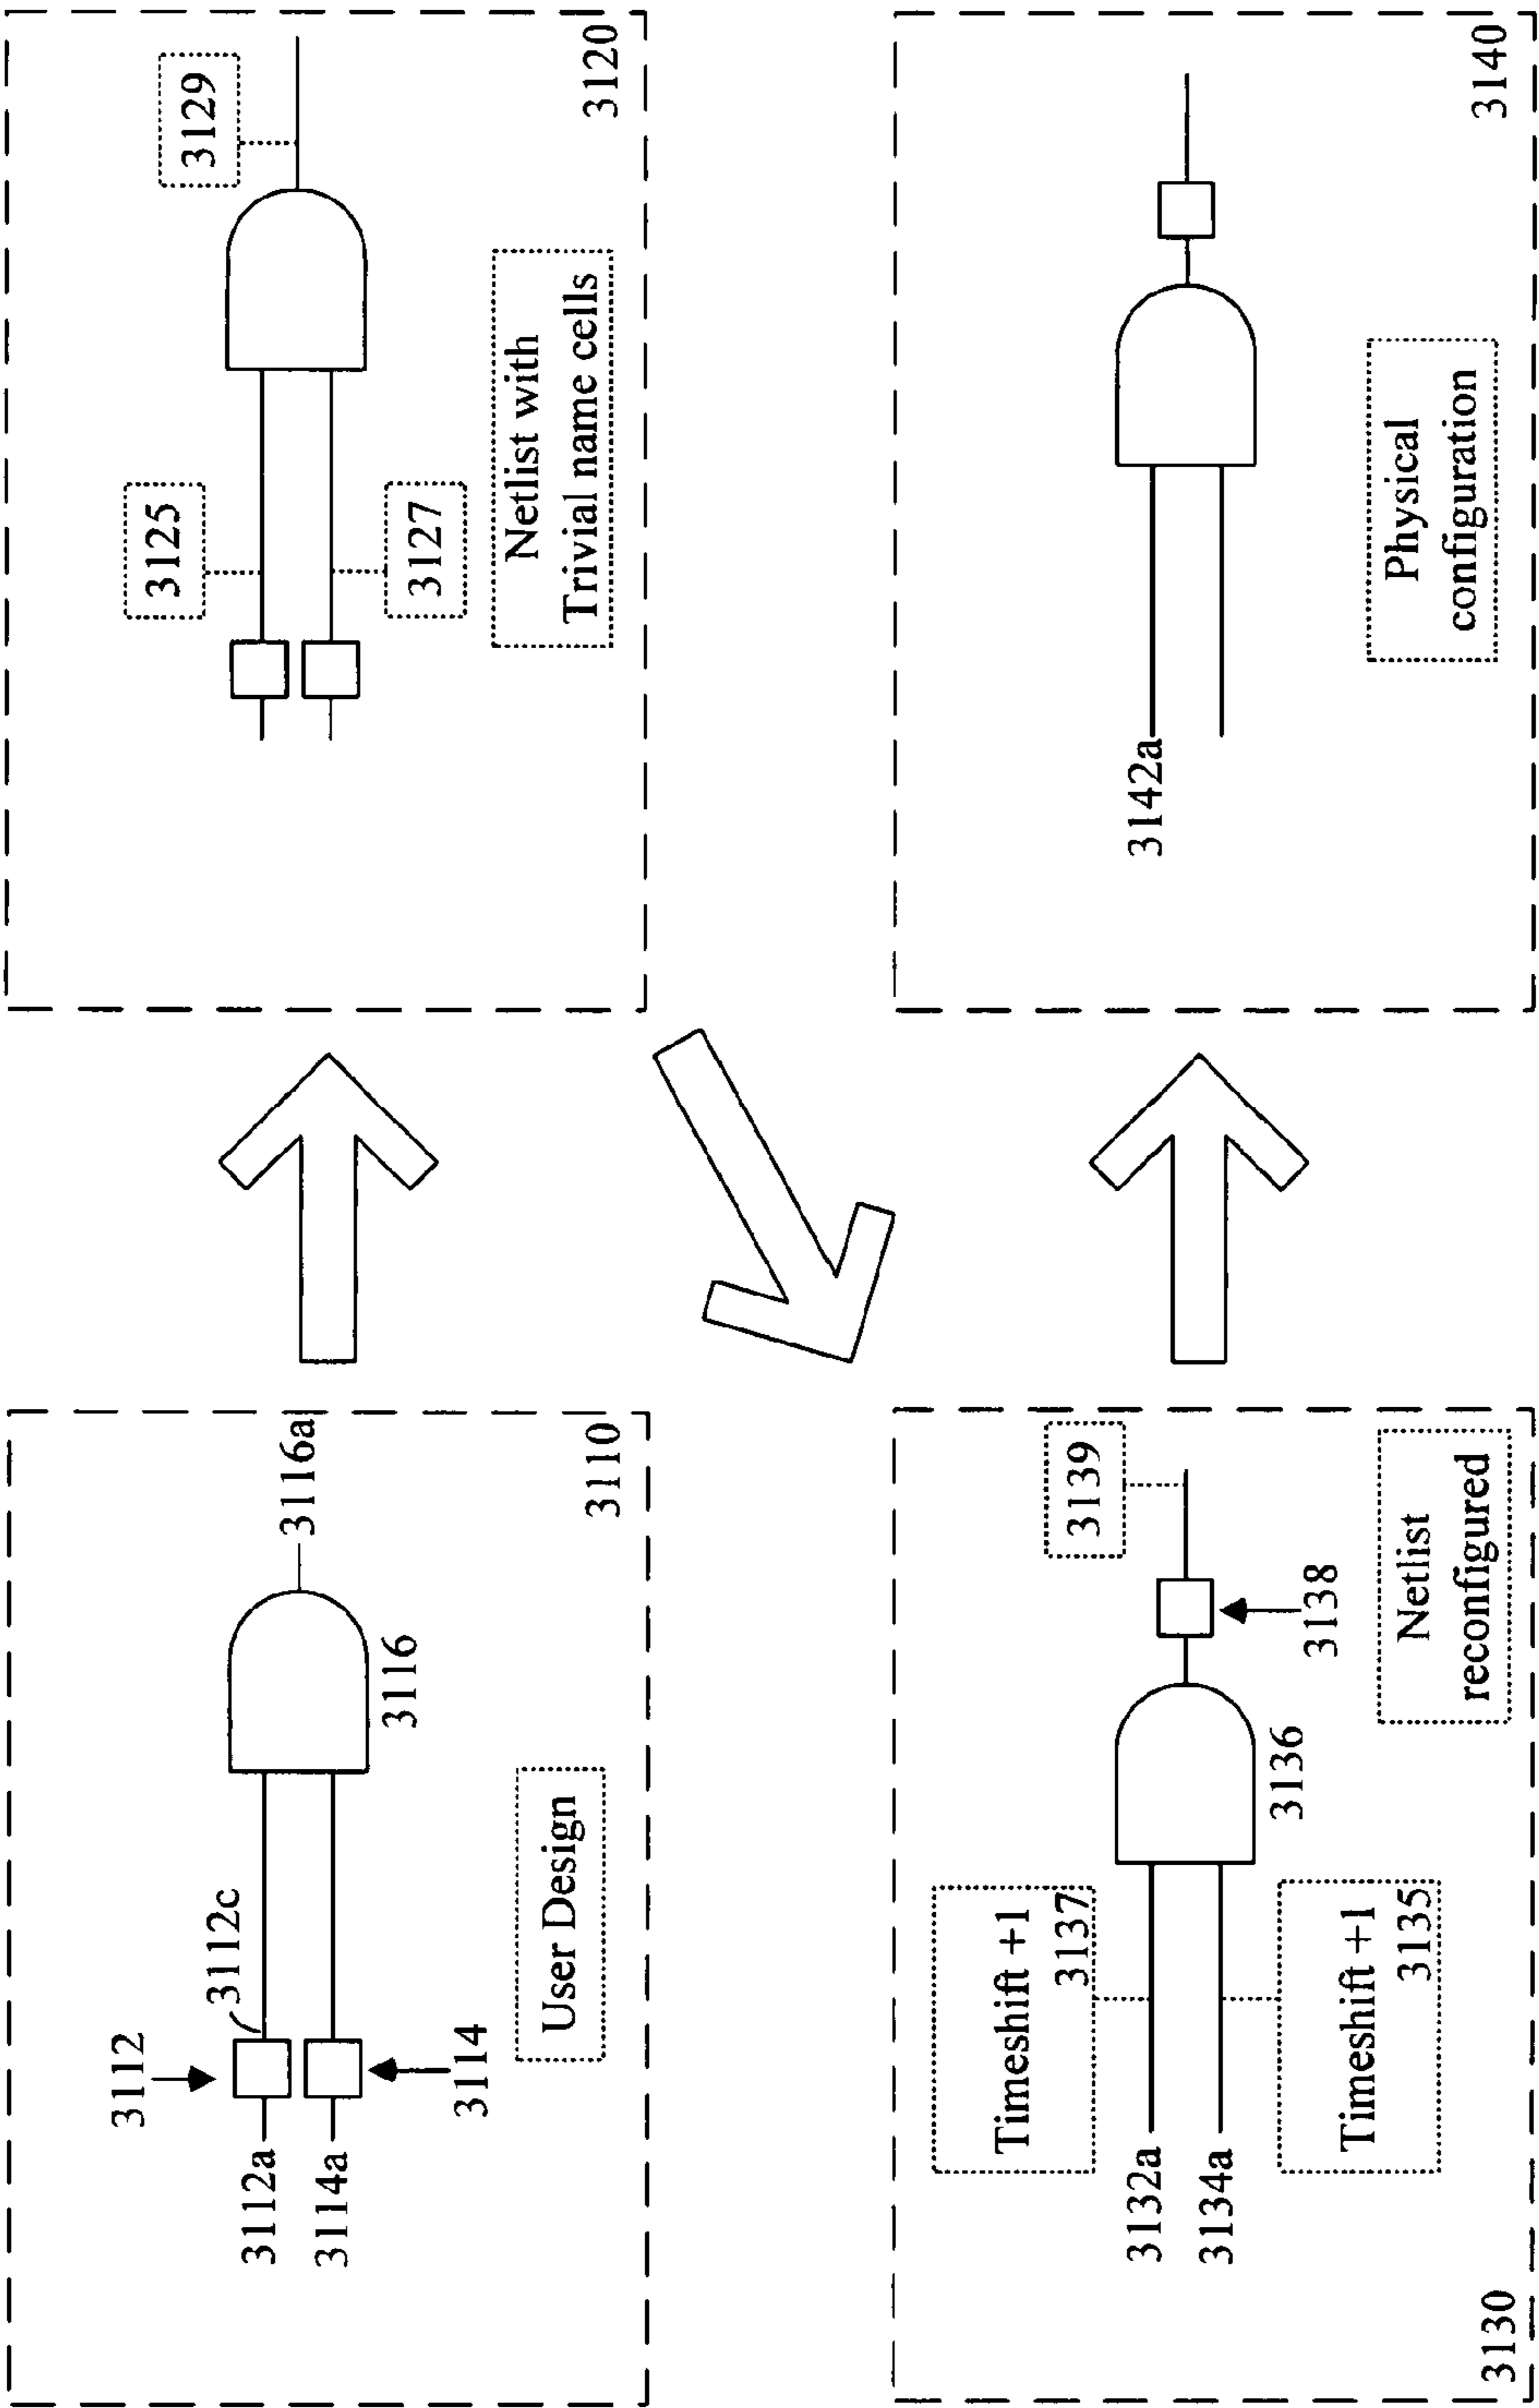 3112
3112c
3112a
3114a
3114
3116
3116a
User Design
3110
3125
3127
3129
Netlist with
Trivial name cells
3120
Timeshift +1
3137
3132a
3134a
Timeshift +1
3135
3136
3138
3139
Netlist
reconfigured
3130
3142a
Physical
configuration
3140